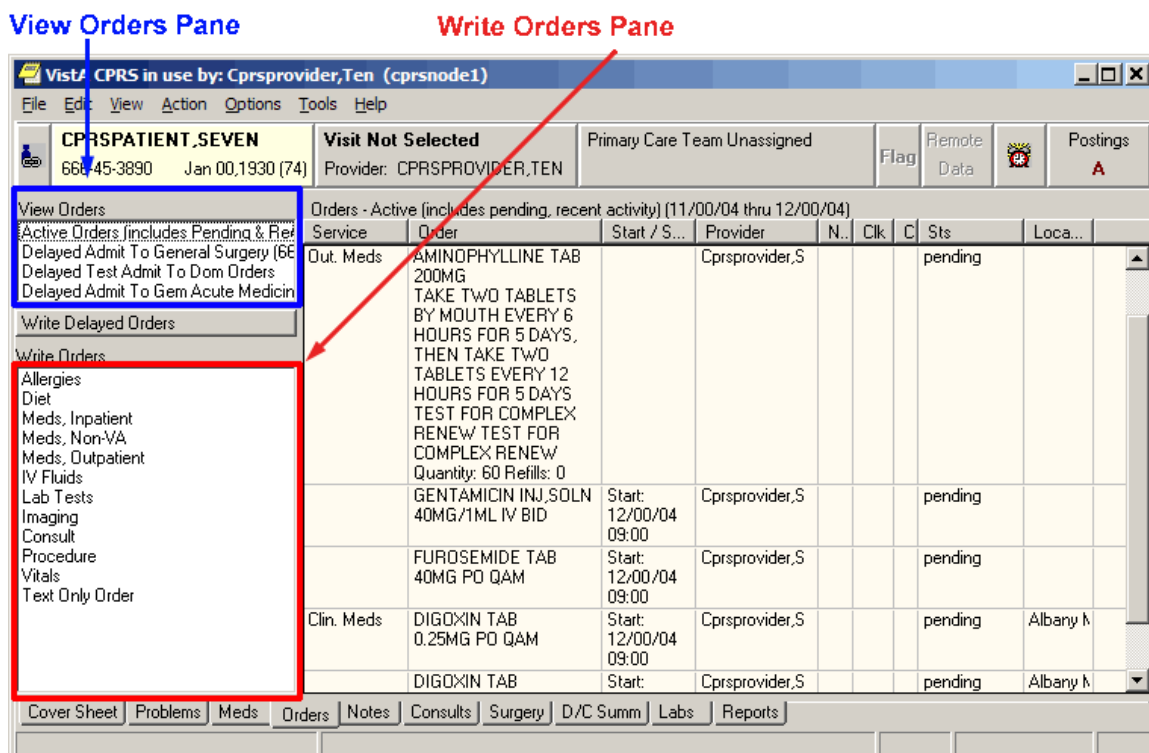 View Orders Pane
Write Orders Pane
VistA CPRS in use by: Cprsprovider,Ten (cprsnode1)
File Edit View Action Options Tools Help
CPRSPATIENT,SEVEN
666-45-3890 Jan 00,1930 (74)
Visit Not Selected
Provider: CPRSPROVIDER,TEN
Primary Care Team Unassigned
Flag
Remote
Data
Postings
A
View Orders
Active Orders (includes Pending & Re
Delayed Admit To General Surgery (66
Delayed Test Admit To Dom Orders
Delayed Admit To Gem Acute Medicin
Write Delayed Orders
Write Orders
Allergies
Diet
Meds, Inpatient
Meds, Non-VA
Meds, Outpatient
IV Fluids
Lab Tests
Imaging
Consult
Procedure
Vitals
Text Only Order
Orders - Active (includes pending, recent activity) (11/00/04 thru 12/00/04)
Service Order Start / S... Provider N.. Clk C Sts Loca...
Out. Meds AMINOPHYLLINE TAB Cprsprovider,S pending
200MG
TAKE TWO TABLETS
BY MOUTH EVERY 6
HOURS FOR 5 DAYS,
THEN TAKE TWO
TABLETS EVERY 12
HOURS FOR 5 DAYS
TEST FOR COMPLEX
RENEW TEST FOR
COMPLEX RENEW
Quantity: 60 Refills: 0
GENTAMICIN INJ,SOLN Start: Cprsprovider,S pending
40MG/1ML IV BID 12/00/04
09:00
FUROSEMIDE TAB Start: Cprsprovider,S pending
40MG PO QAM 12/00/04
09:00
Clin. Meds DIGOXIN TAB Start: Cprsprovider,S pending Albany M
0.25MG PO QAM 12/00/04
09:00
DIGOXIN TAB Start: Cprsprovider,S pending Albany M
Cover Sheet Problems Meds Orders Notes Consults Surgery D/C Summ Labs Reports